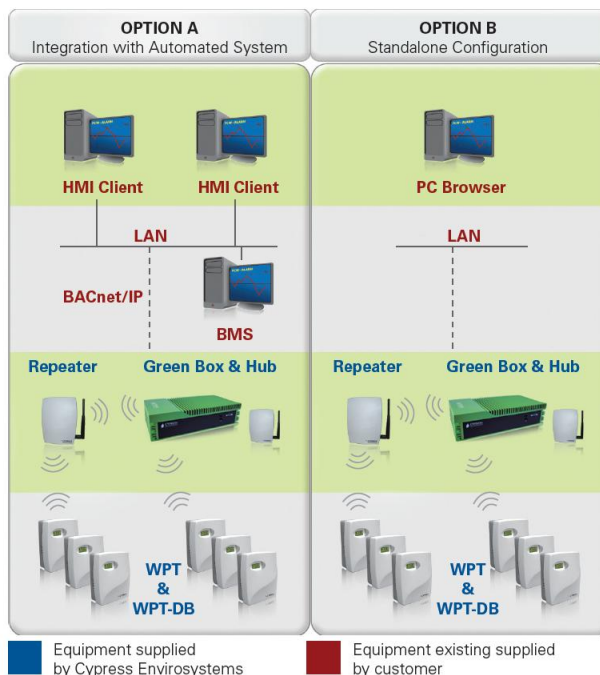 OPTION A
Integration with Automated System
OPTION B
Standalone Configuration
HMI Client
HMI Client
LAN
BACnet/IP
BMS
Repeater
Green Box & Hub
WPT
&
WPT-DB
PC Browser
LAN
Repeater
Green Box & Hub
WPT
&
WPT-DB
Equipment supplied
by Cypress Envirosystems
Equipment existing supplied
by customer